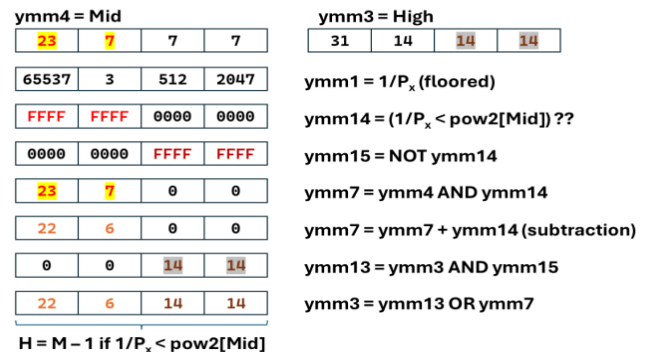 ymm4 = Mid ymm3 = High
23 7 7 7 31 14 14 14
65537 3 512 2047 ymm1 = 1/Pₓ (floored)
FFFF FFFF 0000 0000 ymm14 = (1/Pₓ < pow2[Mid]) ??
0000 0000 FFFF FFFF ymm15 = NOT ymm14
23 7 0 0 ymm7 = ymm4 AND ymm14
22 6 0 0 ymm7 = ymm7 + ymm14 (subtraction)
0 0 14 14 ymm13 = ymm3 AND ymm15
22 6 14 14 ymm3 = ymm13 OR ymm7
H = M – 1 if 1/Pₓ < pow2[Mid]